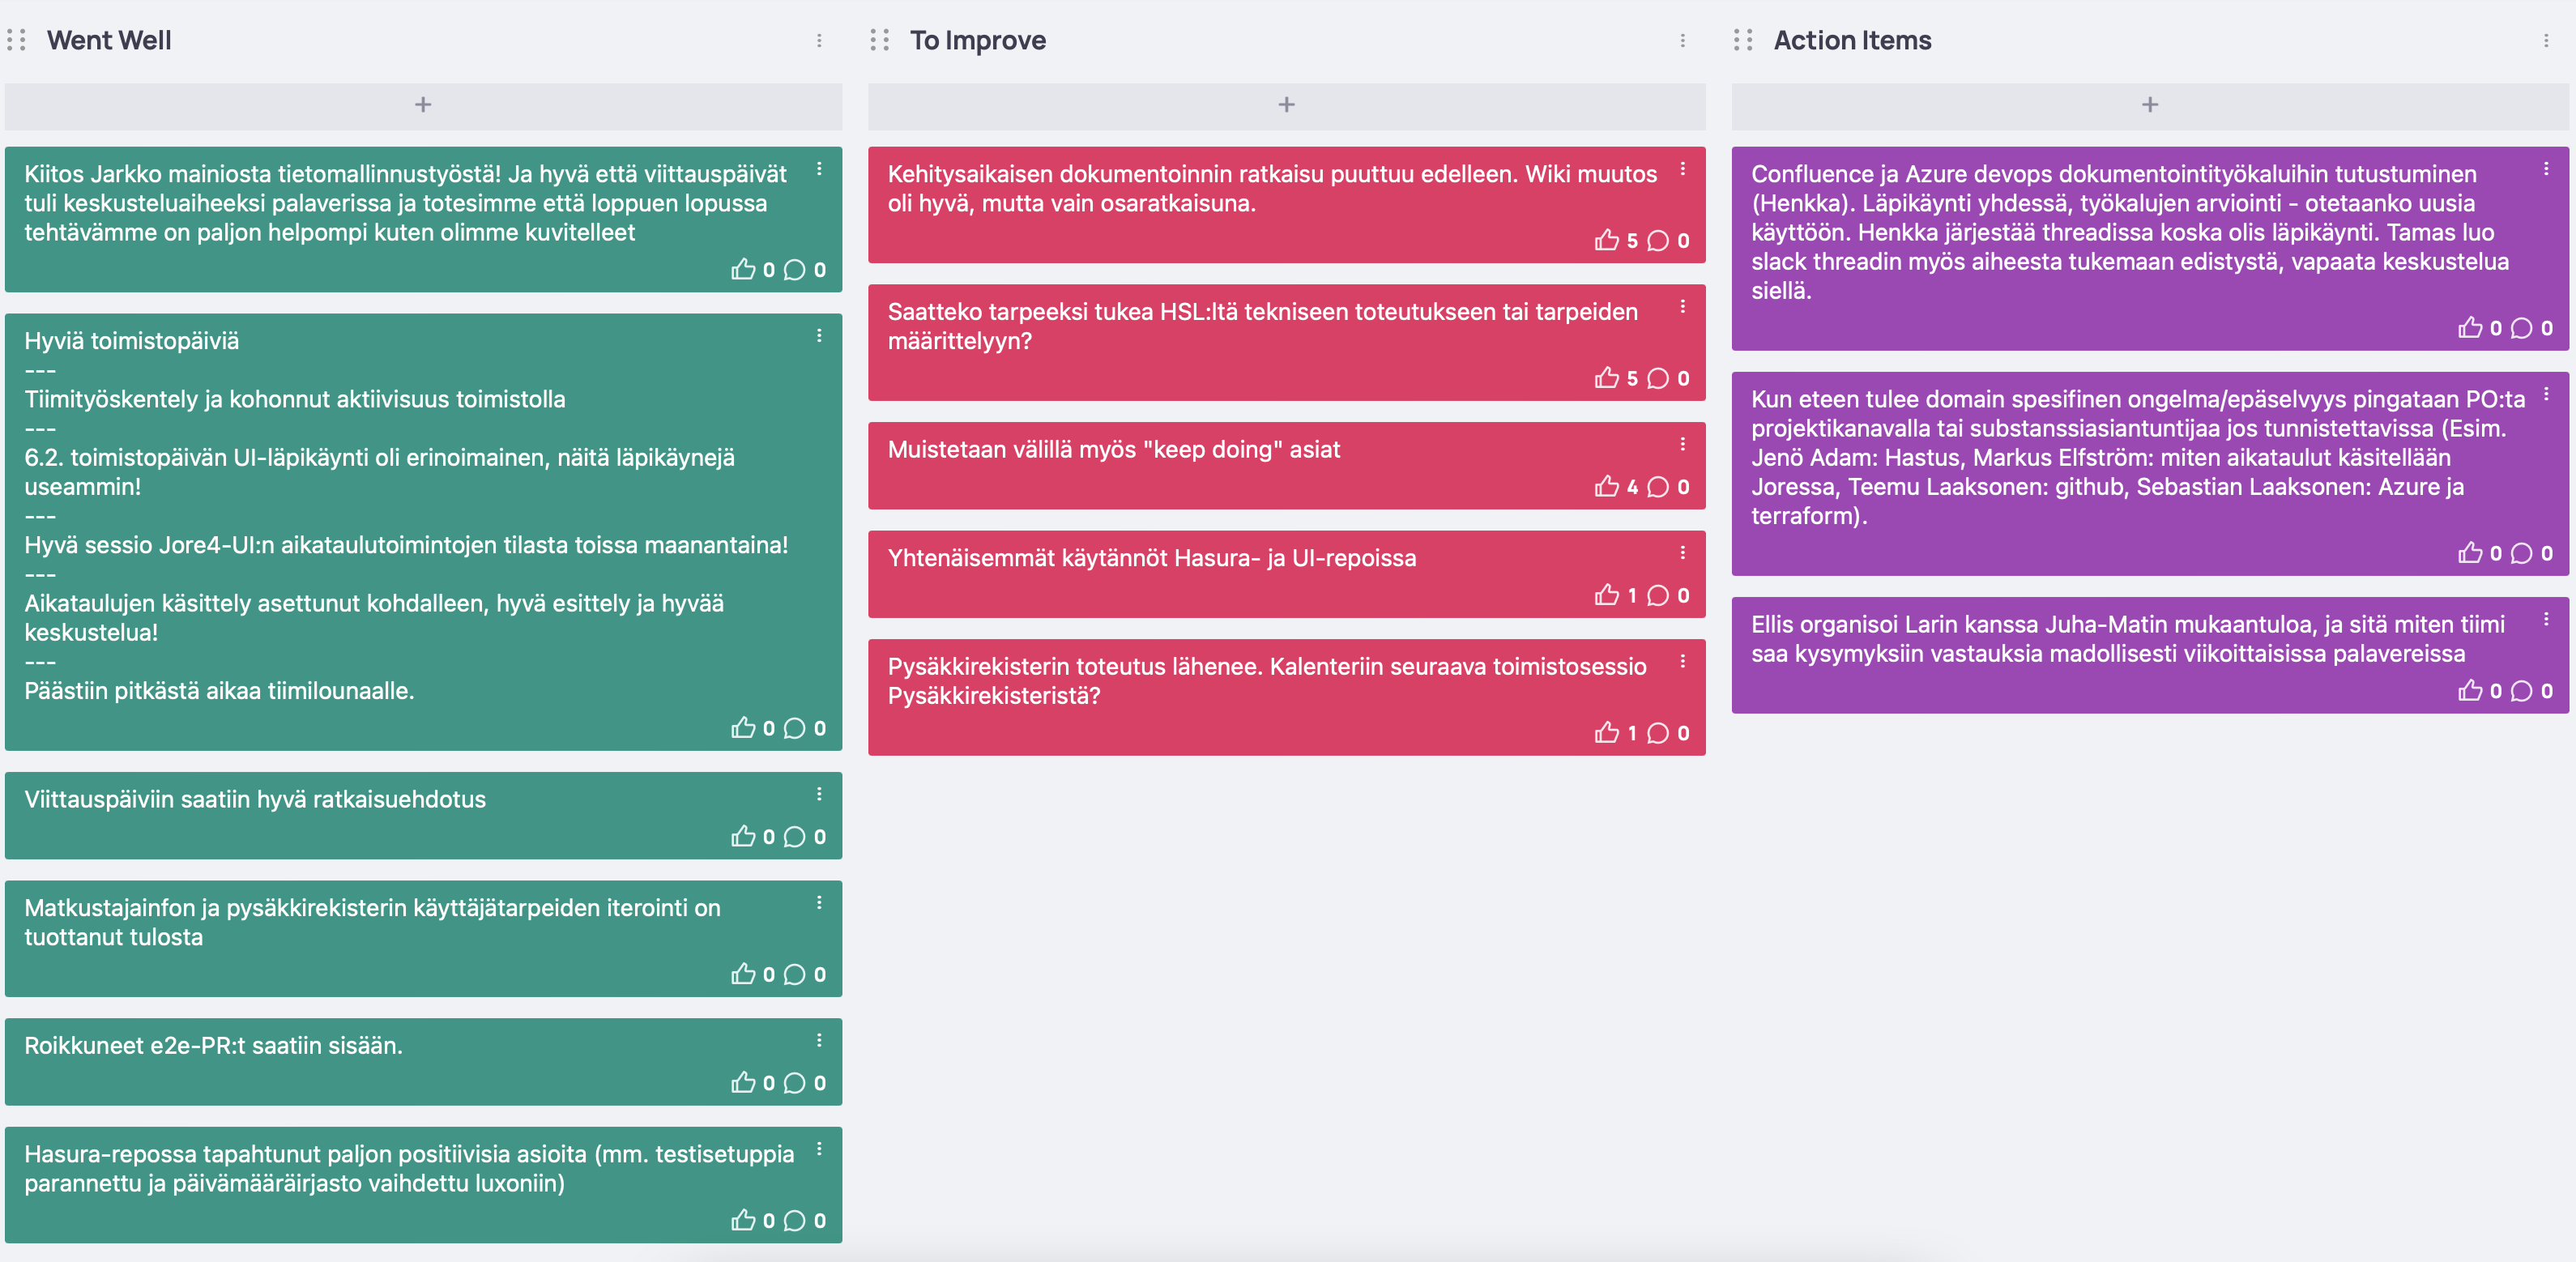 Went Well
+
Kiitos Jarkko mainiosta tietomallinnustyöstä! Ja hyvä että viittauspäivät
tuli keskusteluaiheeksi palaverissa ja totesimme että loppuen lopussa
tehtävämme on paljon helpompi kuten olimme kuvitelleet
0 0
Hyviä toimistopäiviä
---
Tiimityöskentely ja kohonnut aktiivisuus toimistolla
---
6.2. toimistopäivän UI-läpikäynti oli erinoimainen, näitä läpikäynejä
useammin!
---
Hyvä sessio Jore4-UI:n aikataulutoimintojen tilasta toissa maanantaina!
---
Aikataulujen käsittely asettunut kohdalleen, hyvä esittely ja hyvää
keskustelua!
---
Päästiin pitkästä aikaa tiimilounaalle.
0 0
Viittauspäiviin saatiin hyvä ratkaisuehdotus
0 0
Matkustajainfon ja pysäkkirekisterin käyttäjätarpeiden iterointi on
tuottanut tulosta
0 0
Roikkuneet e2e-PR:t saatiin sisään.
0 0
Hasura-repossa tapahtunut paljon positiivisia asioita (mm. testisetuppia
parannettu ja päivämääräirjasto vaihdettu luxoniin)
0 0
To Improve
+
Kehitysaikaisen dokumentoinnin ratkaisu puuttuu edelleen. Wiki muutos
oli hyvä, mutta vain osaratkaisuna.
5 0
Saatteko tarpeeksi tukea HSL:ltä tekniseen toteutukseen tai tarpeiden
määrittelyyn?
5 0
Muistetaan välillä myös "keep doing" asiat
4 0
Yhtenäisemmät käytännöt Hasura- ja UI-repoissa
1 0
Pysäkkirekisterin toteutus lähenee. Kalenteriin seuraava toimistosessio
Pysäkkirekisteristä?
1 0
Action Items
+
Confluence ja Azure devops dokumentointityökaluihin tutustuminen
(Henkka). Läpikäynti yhdessä, työkalujen arviointi - otetaanko uusia
käyttöön. Henkka järjestää threadissa koska olis läpikäynti. Tamas luo
slack threadin myös aiheesta tukemaan edistystä, vapaata keskustelua
siellä.
0 0
Kun eteen tulee domain spesifinen ongelma/epäselvyys pingataan PO:ta
projektikanavalla tai substanssiasiantuntijaa jos tunnistettavissa (Esim.
Jenö Adam: Hastus, Markus Elfström: miten aikataulut käsitellään
Joressa, Teemu Laaksonen: github, Sebastian Laaksonen: Azure ja
terraform).
0 0
Ellis organisoi Larin kanssa Juha-Matin mukaantuloa, ja sitä miten tiimi
saa kysymyksiin vastauksia madollisesti viikoittaisissa palavereissa
0 0